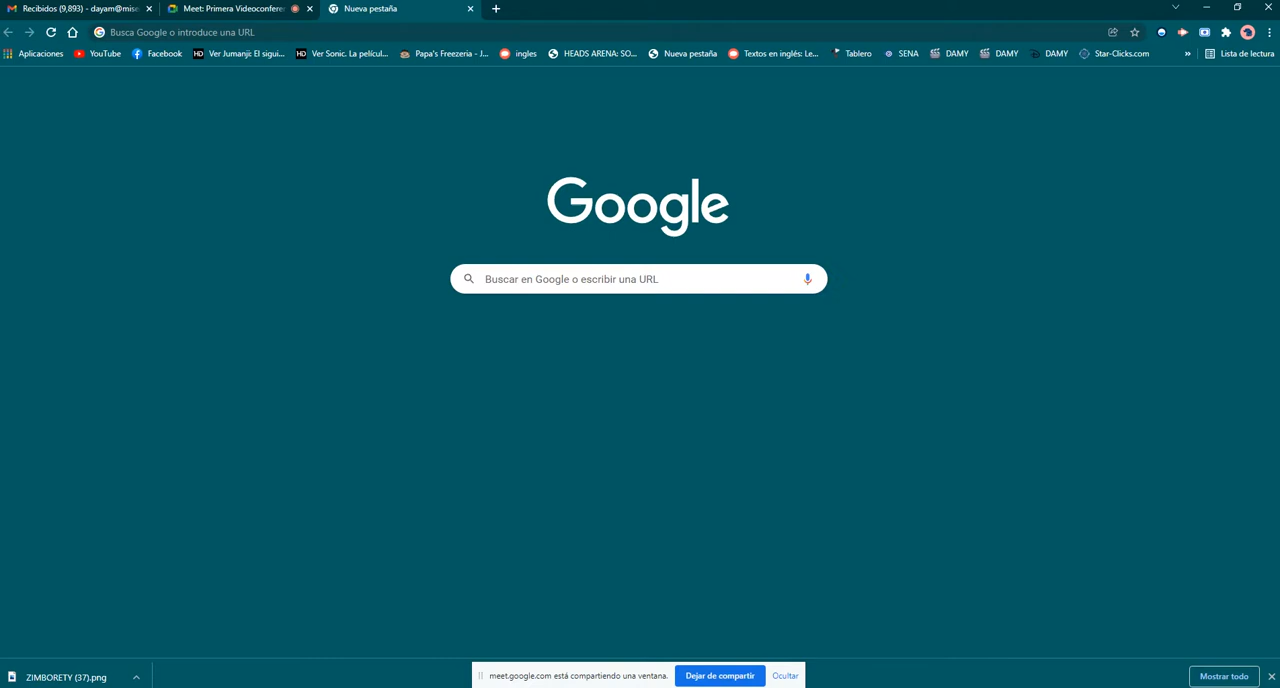 Recibidos (9,893) - dayam@mise
Meet: Primera Videoconferen
Nueva pestaña
Busca Google o introduce una URL
Aplicaciones YouTube Facebook Ver Jumanji: El sigui... Ver Sonic. La películ... Papa's Freezeria - J... ingles HEADS ARENA: SO... Nueva pestaña Textos en inglés: Le... Tablero SENA DAMY DAMY DAMY Star-Clicks.com » Lista de lectura
Google
Buscar en Google o escribir una URL
ZIMBORETY (37).png
meet.google.com está compartiendo una ventana. Dejar de compartir Ocultar
Mostrar todo